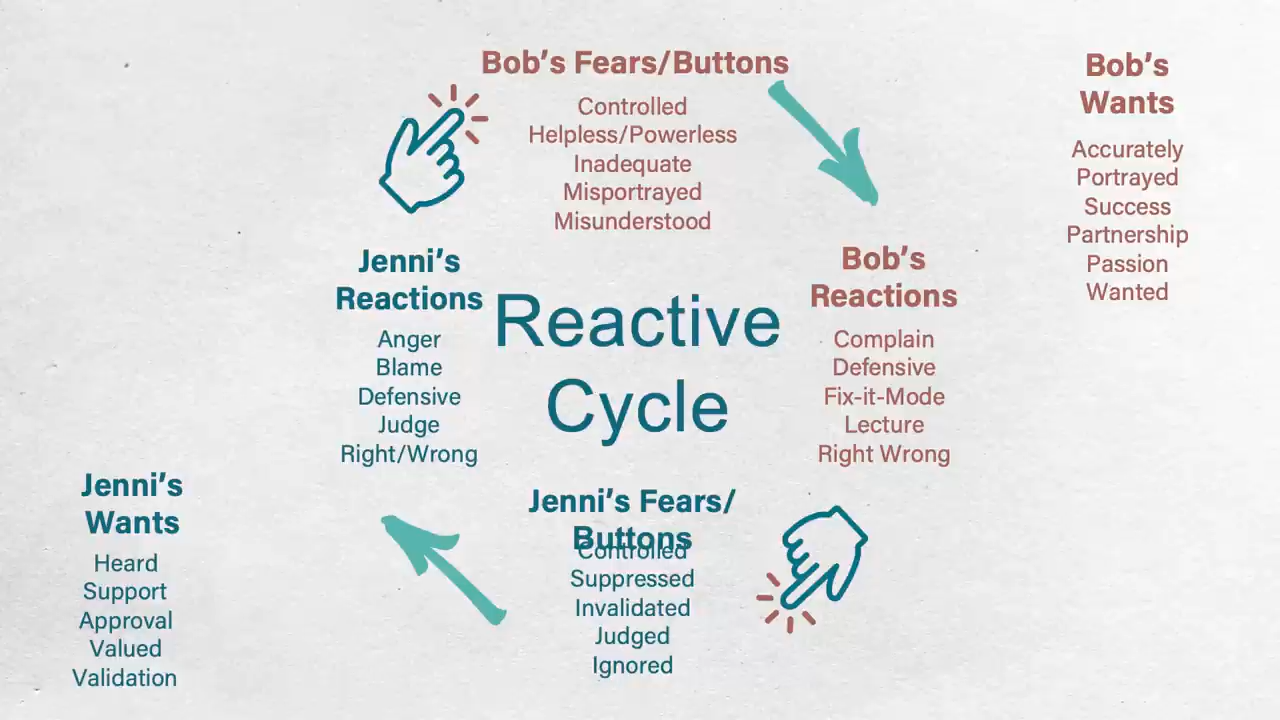 Bob's Fears/Buttons
Controlled
Helpless/Powerless
Inadequate
Misportrayed
Misunderstood
Bob's
Wants
Accurately
Portrayed
Success
Partnership
Passion
Wanted
Jenni's
Reactions
Anger
Blame
Defensive
Judge
Right/Wrong
Reactive
Cycle
Bob's
Reactions
Complain
Defensive
Fix-it-Mode
Lecture
Right Wrong
Jenni's
Wants
Heard
Support
Approval
Valued
Validation
Jenni's Fears/
Buttons
Controlled
Suppressed
Invalidated
Judged
Ignored